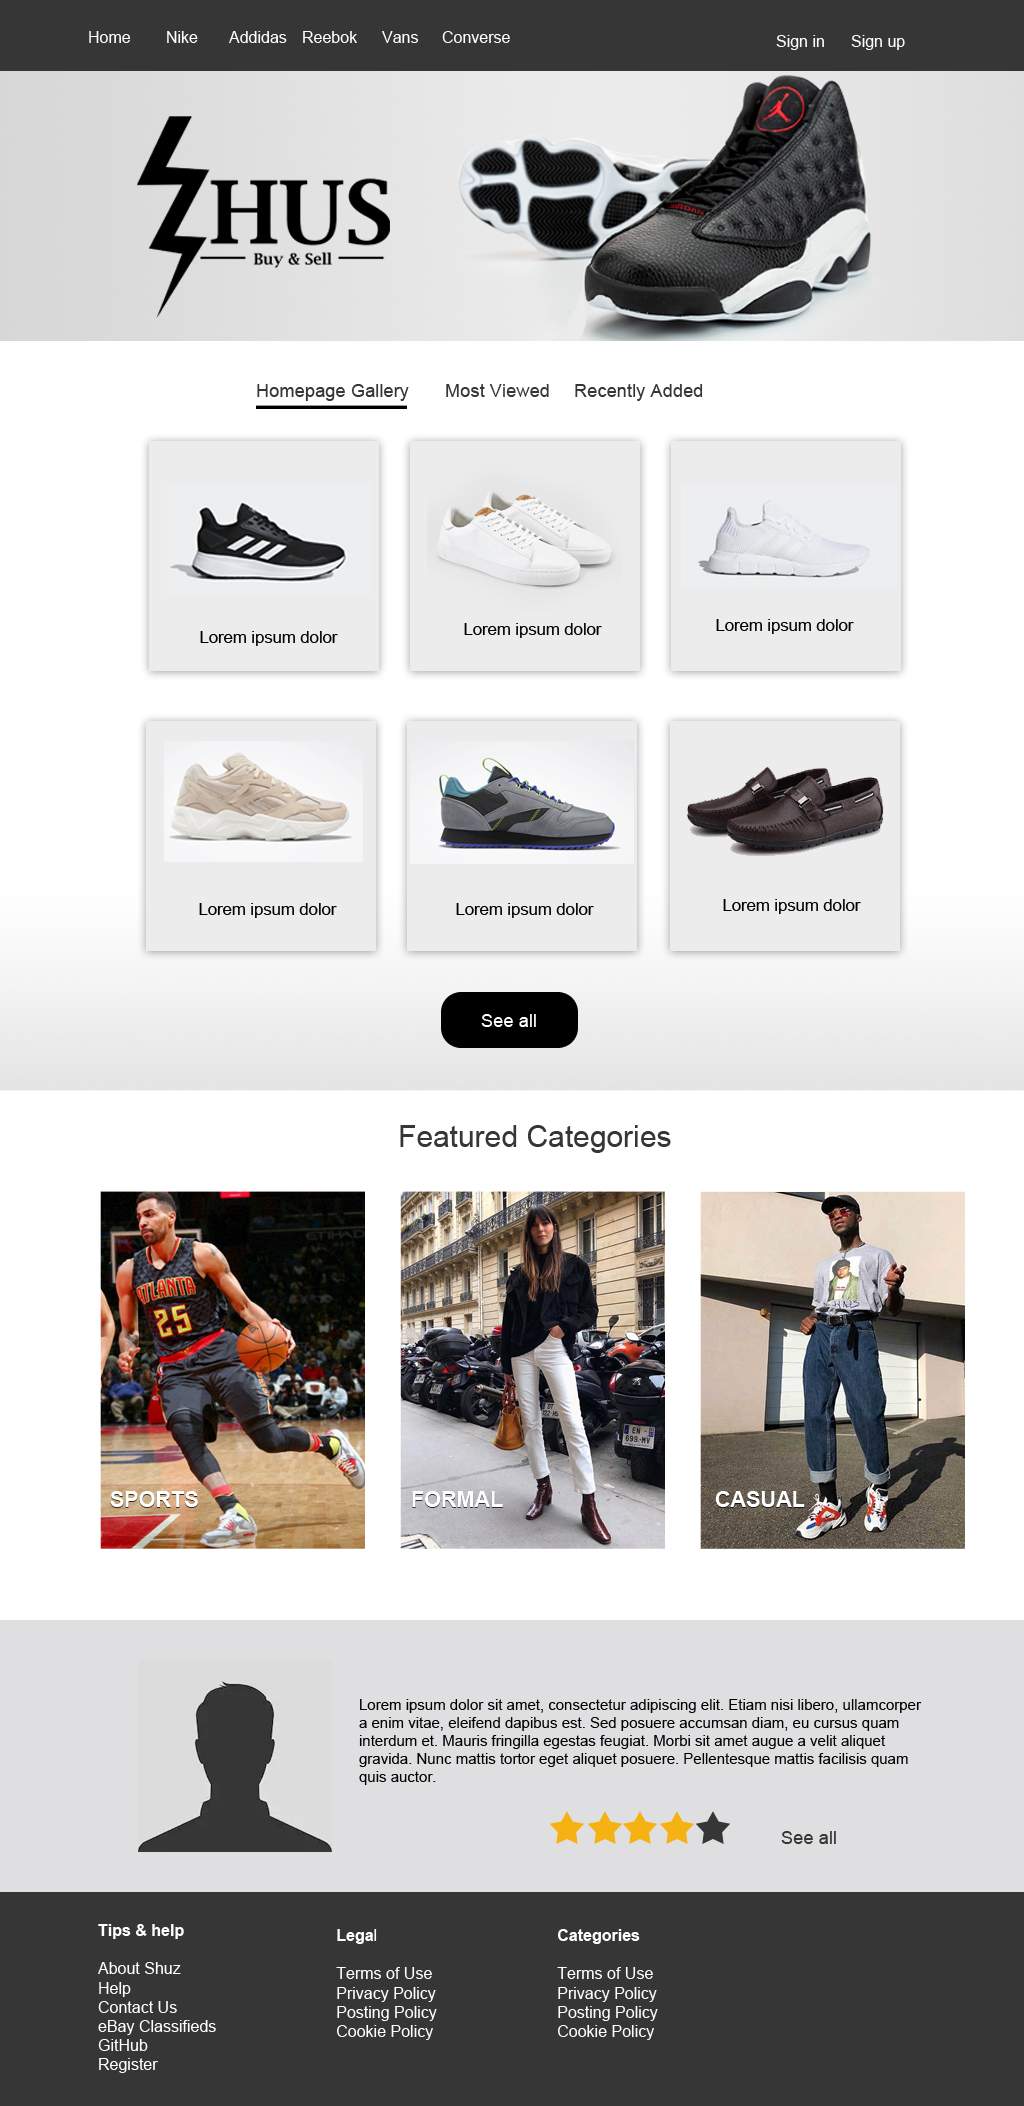 Home Nike Addidas Reebok Vans Converse
Sign in Sign up
HUS
Buy & Sell
Homepage Gallery Most Viewed Recently Added
Lorem ipsum dolor
Lorem ipsum dolor
Lorem ipsum dolor
Lorem ipsum dolor
Lorem ipsum dolor
Lorem ipsum dolor
See all
Featured Categories
ATLANTA
25
SPORTS
FORMAL
CASUAL
Lorem ipsum dolor sit amet, consectetur adipiscing elit. Etiam nisi libero, ullamcorper
a enim vitae, eleifend dapibus est. Sed posuere accumsan diam, eu cursus quam
interdum et. Mauris fringilla egestas feugiat. Morbi sit amet augue a velit aliquet
gravida. Nunc mattis tortor eget aliquet posuere. Pellentesque mattis facilisis quam
quis auctor.
See all
Tips & help
About Shuz
Help
Contact Us
eBay Classifieds
GitHub
Register
Legal
Terms of Use
Privacy Policy
Posting Policy
Cookie Policy
Categories
Terms of Use
Privacy Policy
Posting Policy
Cookie Policy